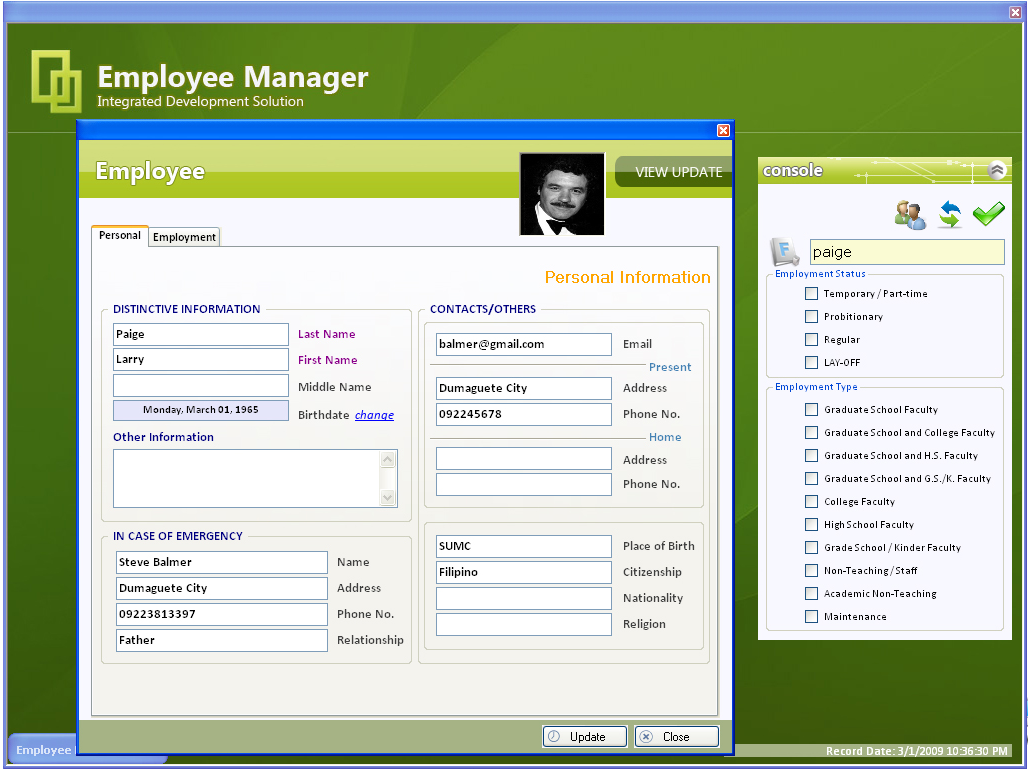 Employee Manager
Integrated Development Solution
Employee
VIEW UPDATE
Personal
Employment
Personal Information
DISTINCTIVE INFORMATION
Paige Last Name
Larry First Name
Middle Name
Monday, March 01, 1965 Birthdate change
Other Information
IN CASE OF EMERGENCY
Steve Balmer Name
Dumaguete City Address
09223813397 Phone No.
Father Relationship
CONTACTS/OTHERS
balmer@gmail.com Email
Present
Dumaguete City Address
092245678 Phone No.
Home
Address
Phone No.
SUMC Place of Birth
Filipino Citizenship
Nationality
Religion
Update
Close
console
F
paige
Employment Status
Temporary / Part-time
Probitionary
Regular
LAY-OFF
Employment Type
Graduate School Faculty
Graduate School and College Faculty
Graduate School and H.S. Faculty
Graduate School and G.S./K. Faculty
College Faculty
High School Faculty
Grade School / Kinder Faculty
Non-Teaching / Staff
Academic Non-Teaching
Maintenance
Employee
Record Date: 3/1/2009 10:36:30 PM